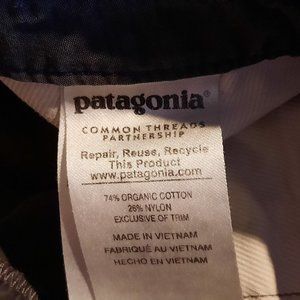 patagonia®
COMMON THREADS
PARTNERSHIP
Repair, Reuse, Recycle
This Product
www.patagonia.com
74% ORGANIC COTTON
26% NYLON
EXCLUSIVE OF TRIM
MADE IN VIETNAM
FABRIQUÉ AU VIETNAM
HECHO EN VIETNAM